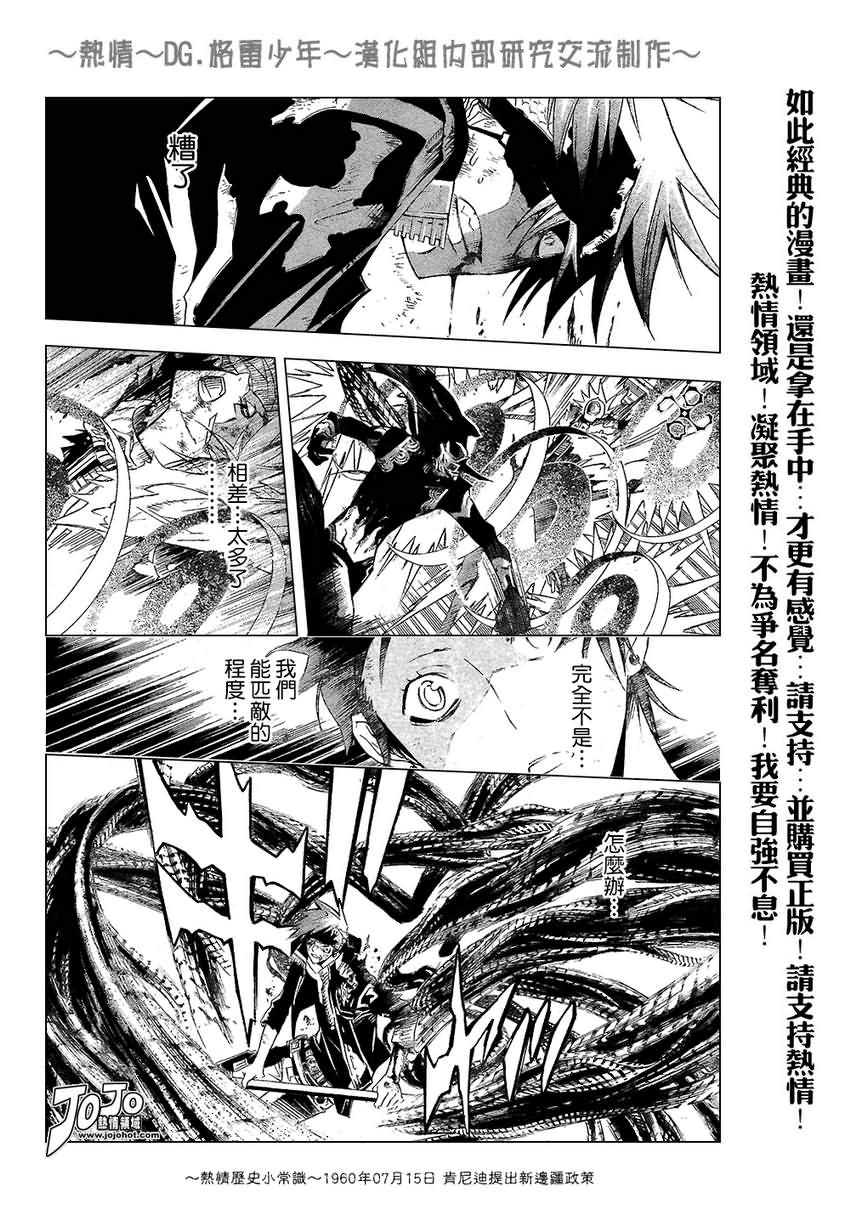 ～熱情～DG.格雷少年～漢化組內部研究交流制作～
如此經典的漫畫！還是拿在手中…才更有感覺…請支持…並購買正版！請支持熱情！
熱情領域！凝聚熱情！不為爭名奪利！我要自強不息！
糟了
相差…太多了
…………
完全不是…
我們
能匹敵的
程度…
怎麼辦…
JOJO
熱情領域
www.jojohot.com
～熱情歷史小常識～1960年07月15日 肯尼迪提出新邊疆政策